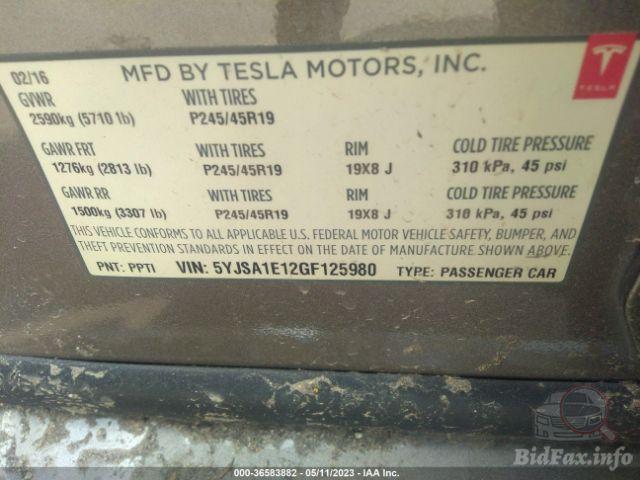 02/16 MFD BY TESLA MOTORS, INC.
TESLA
GVWR WITH TIRES
2590kg (5710 lb) P245/45R19
GAWR FRT WITH TIRES RIM COLD TIRE PRESSURE
1276kg (2813 lb) P245/45R19 19X8 J 310 kPa, 45 psi
GAWR RR WITH TIRES RIM COLD TIRE PRESSURE
1500kg (3307 lb) P245/45R19 19X8 J 310 kPa, 45 psi
THIS VEHICLE CONFORMS TO ALL APPLICABLE U.S. FEDERAL MOTOR VEHICLE SAFETY, BUMPER, AND
THEFT PREVENTION STANDARDS IN EFFECT ON THE DATE OF MANUFACTURE SHOWN ABOVE.
PNT: PPTI VIN: 5YJSA1E12GF125980 TYPE: PASSENGER CAR
BidFax.info
000-36583882 - 05/11/2023 - IAA Inc.